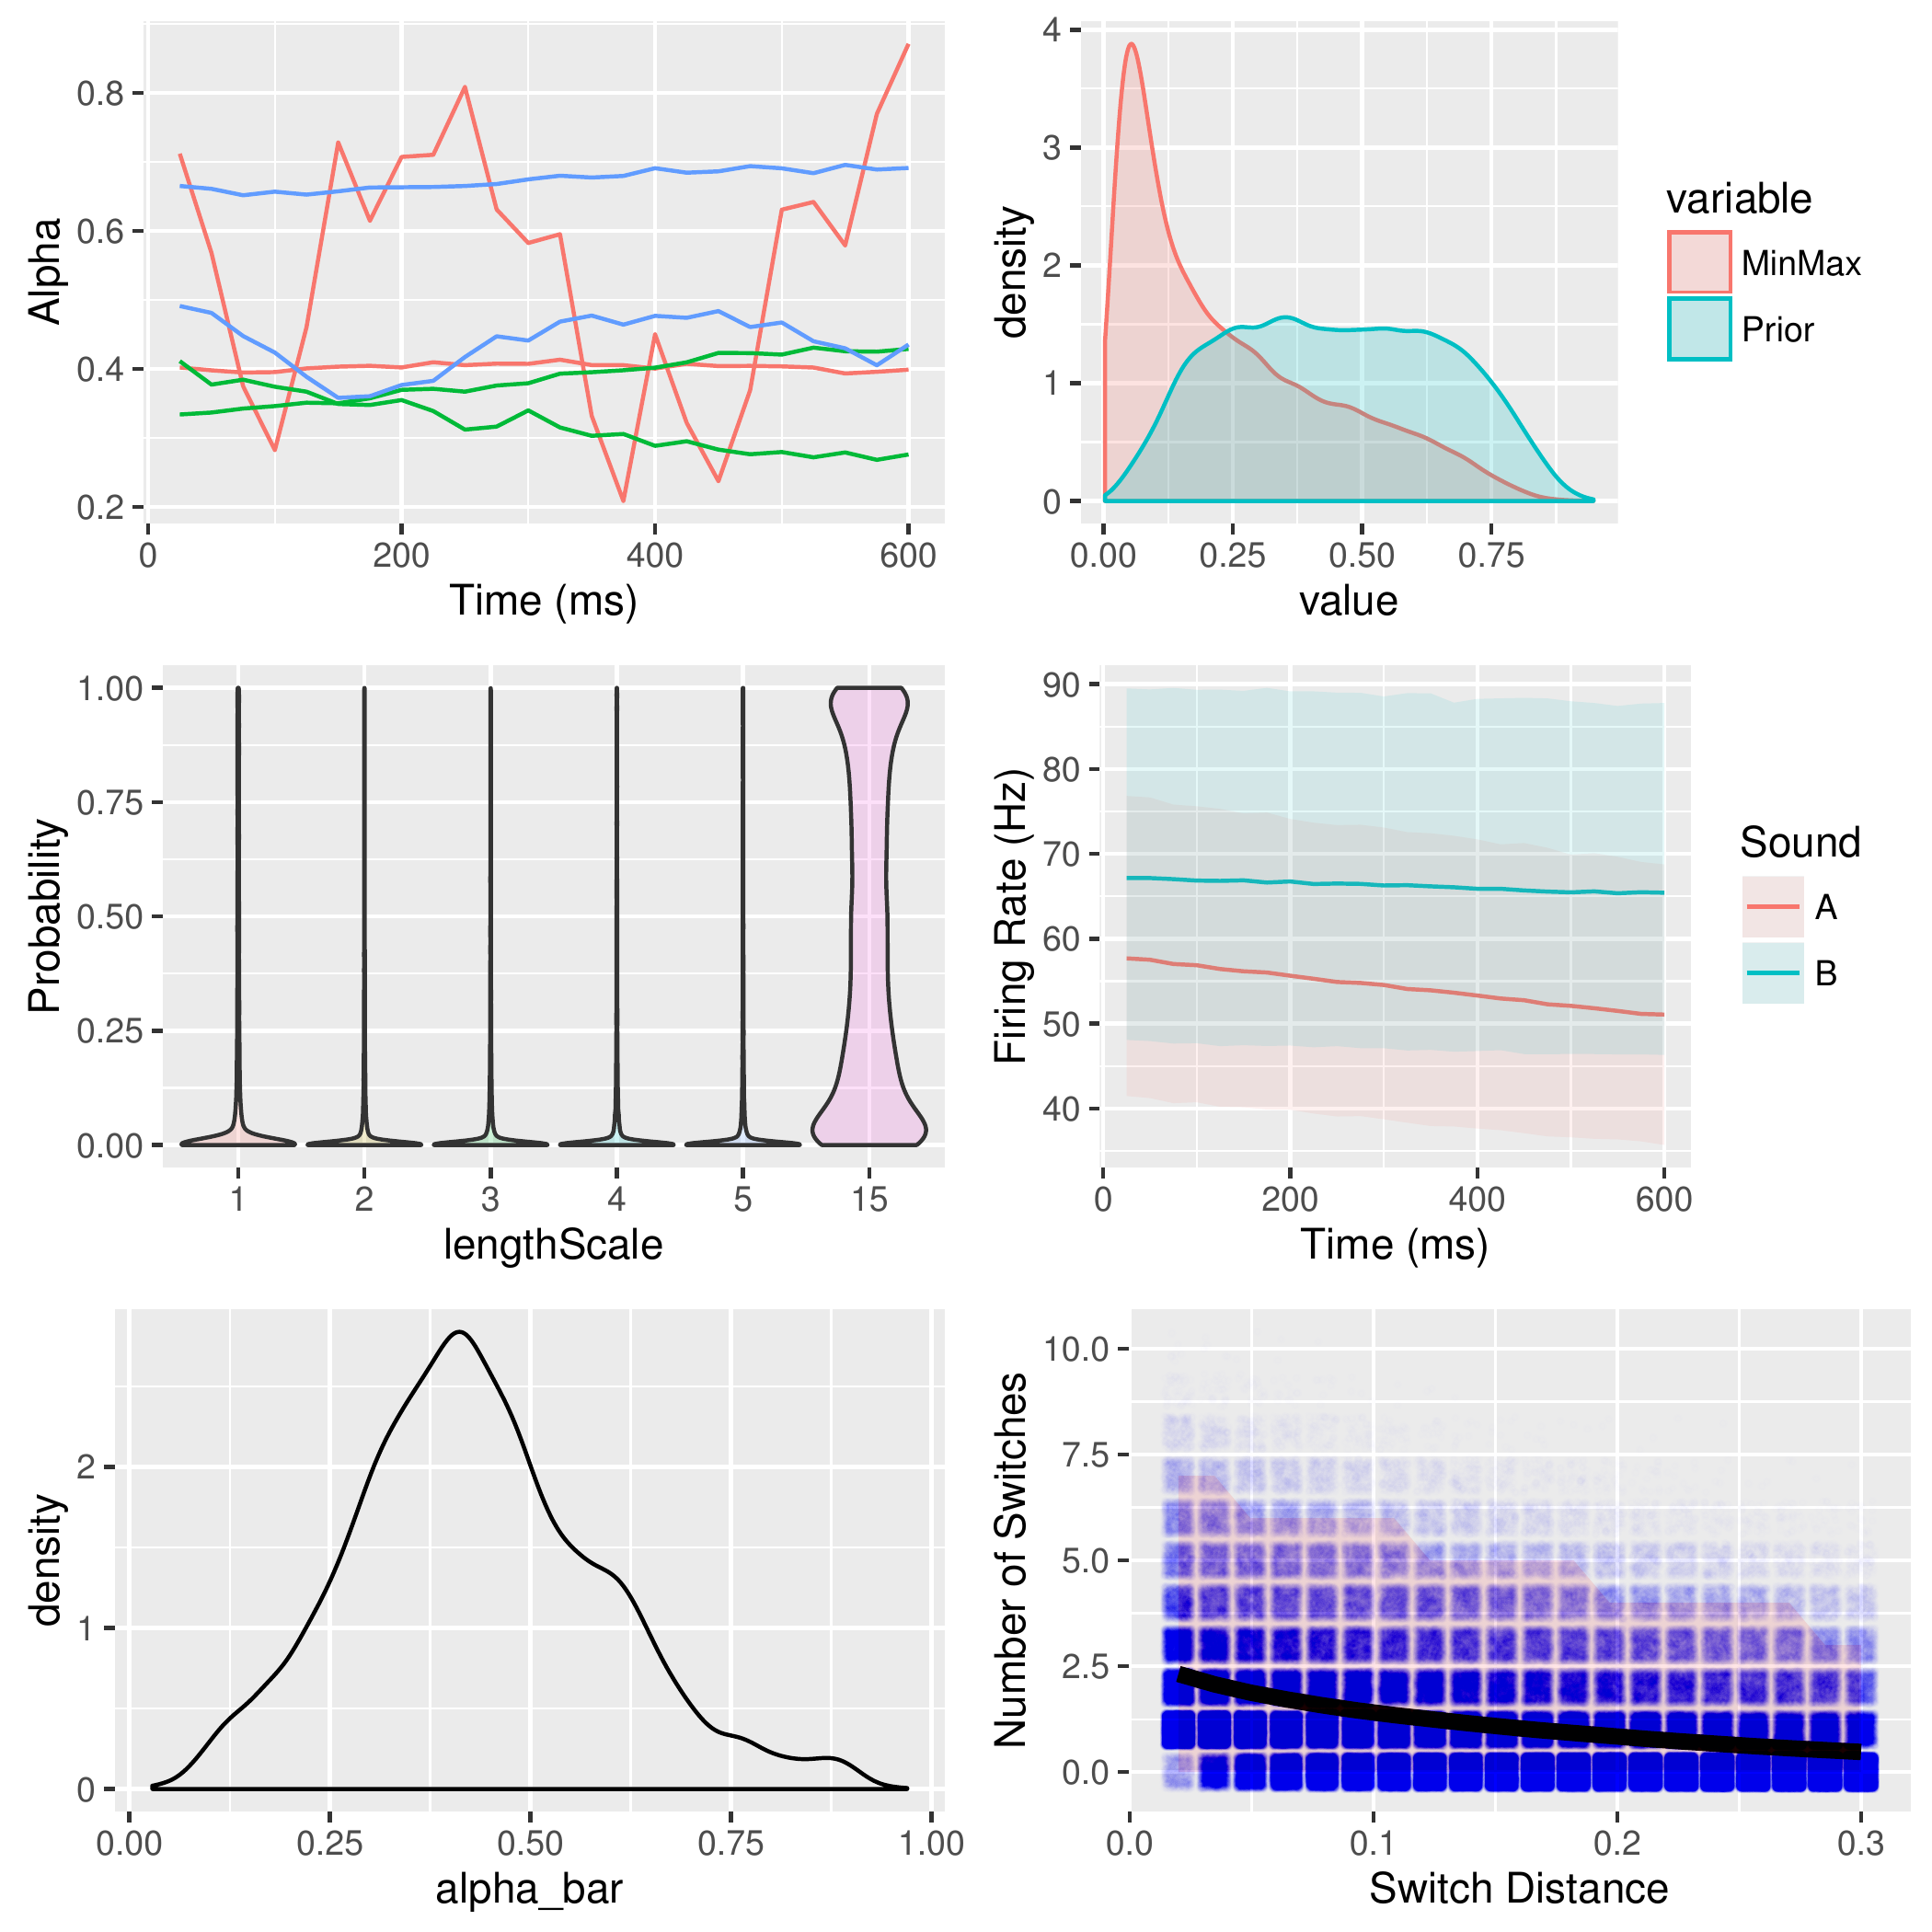 Alpha
0.8
0.6
0.4
0.2
0 200 400 600
Time (ms)
density
4
3
2
1
0
0.00 0.25 0.50 0.75
value
variable
MinMax
Prior
Probability
1.00
0.75
0.50
0.25
0.00
1 2 3 4 5 15
lengthScale
Firing Rate (Hz)
90
80
70
60
50
40
0 200 400 600
Time (ms)
Sound
A
B
density
2
1
0
0.00 0.25 0.50 0.75 1.00
alpha_bar
Number of Switches
10.0
7.5
5.0
2.5
0.0
0.0 0.1 0.2 0.3
Switch Distance